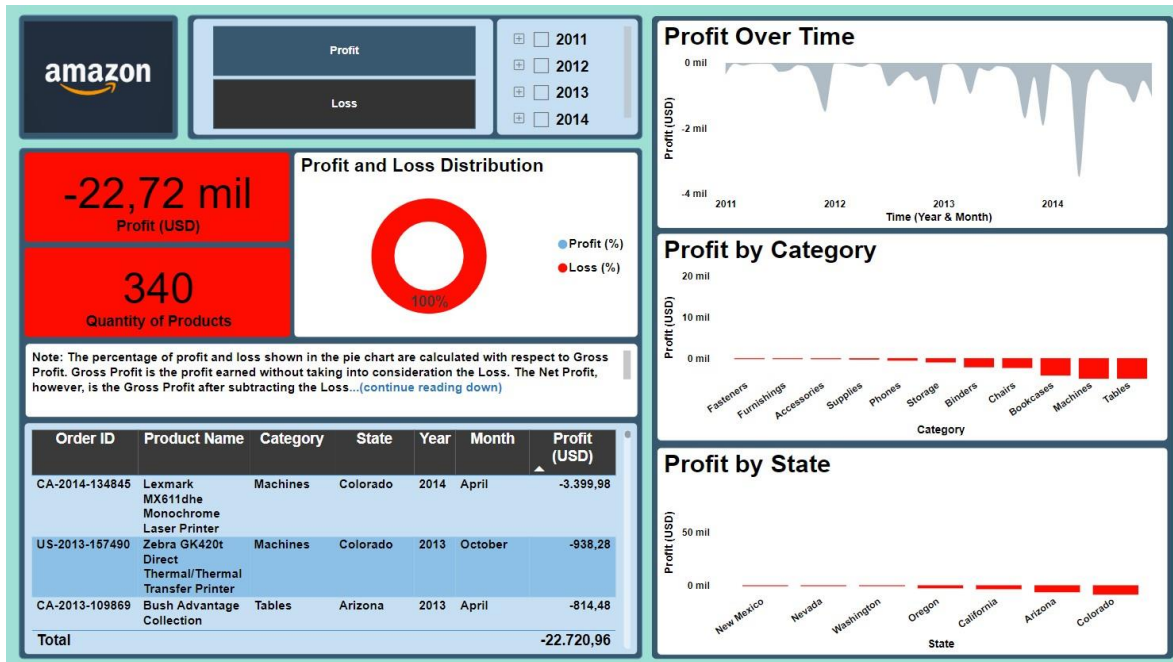 amazon
Profit
Loss
2011
2012
2013
2014
-22,72 mil
Profit (USD)
340
Quantity of Products
Profit and Loss Distribution
100%
Profit (%)
Loss (%)
Note: The percentage of profit and loss shown in the pie chart are calculated with respect to Gross
Profit. Gross Profit is the profit earned without taking into consideration the Loss. The Net Profit,
however, is the Gross Profit after subtracting the Loss...(continue reading down)
Order ID Product Name Category State Year Month Profit
(USD)
CA-2014-134845 Lexmark Machines Colorado 2014 April -3.399,98
MX611dhe
Monochrome
Laser Printer
US-2013-157490 Zebra GK420t Machines Colorado 2013 October -938,28
Direct
Thermal/Thermal
Transfer Printer
CA-2013-109869 Bush Advantage Tables Arizona 2013 April -814,48
Collection
Total -22.720,96
Profit Over Time
Profit (USD)
0 mil
-2 mil
-4 mil
2011 2012 2013 2014
Time (Year & Month)
Profit by Category
Profit (USD)
20 mil
10 mil
0 mil
Fasteners Furnishings Accessories Supplies Phones Storage Binders Chairs Bookcases Machines Tables
Category
Profit by State
Profit (USD)
50 mil
0 mil
New Mexico Nevada Washington Oregon California Arizona Colorado
State